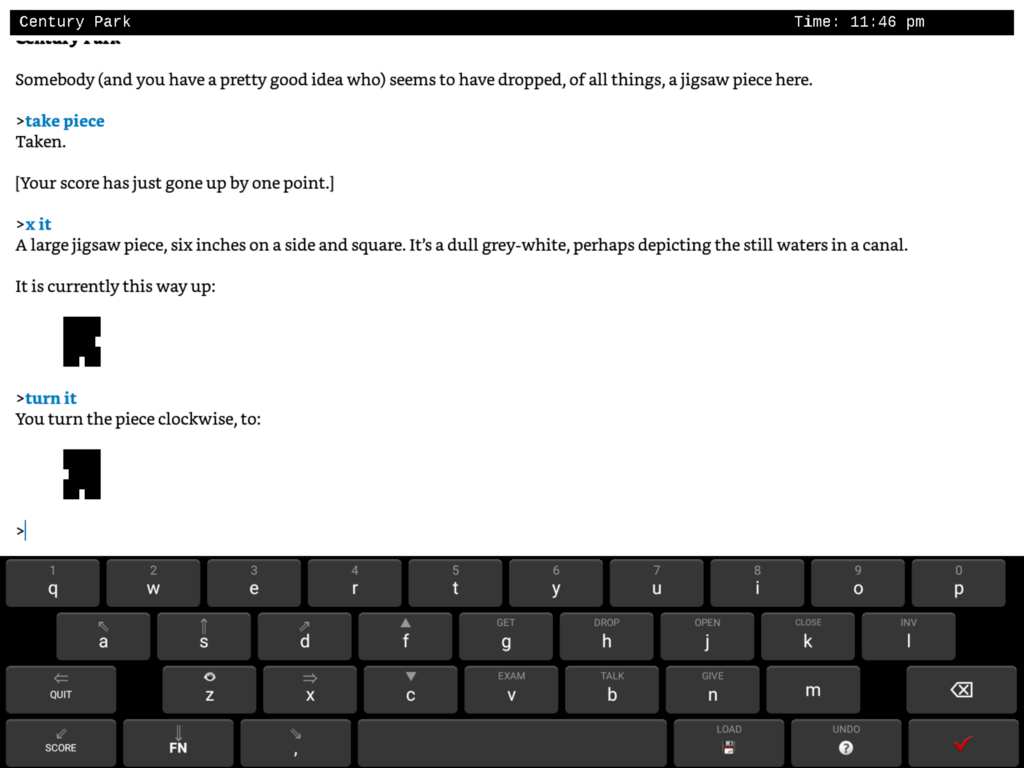 Century Park Time: 11:46 pm
Century Park
Somebody (and you have a pretty good idea who) seems to have dropped, of all things, a jigsaw piece here.
>take piece
Taken.
[Your score has just gone up by one point.]
>x it
A large jigsaw piece, six inches on a side and square. It's a dull grey-white, perhaps depicting the still waters in a canal.
It is currently this way up:
>turn it
You turn the piece clockwise, to:
>
1 2 3 4 5 6 7 8 9 0
q w e r t y u i o p
GET DROP OPEN CLOSE INV
a s d f g h j k l
EXAM TALK GIVE
QUIT z x c v b n m
LOAD UNDO
SCORE FN ,